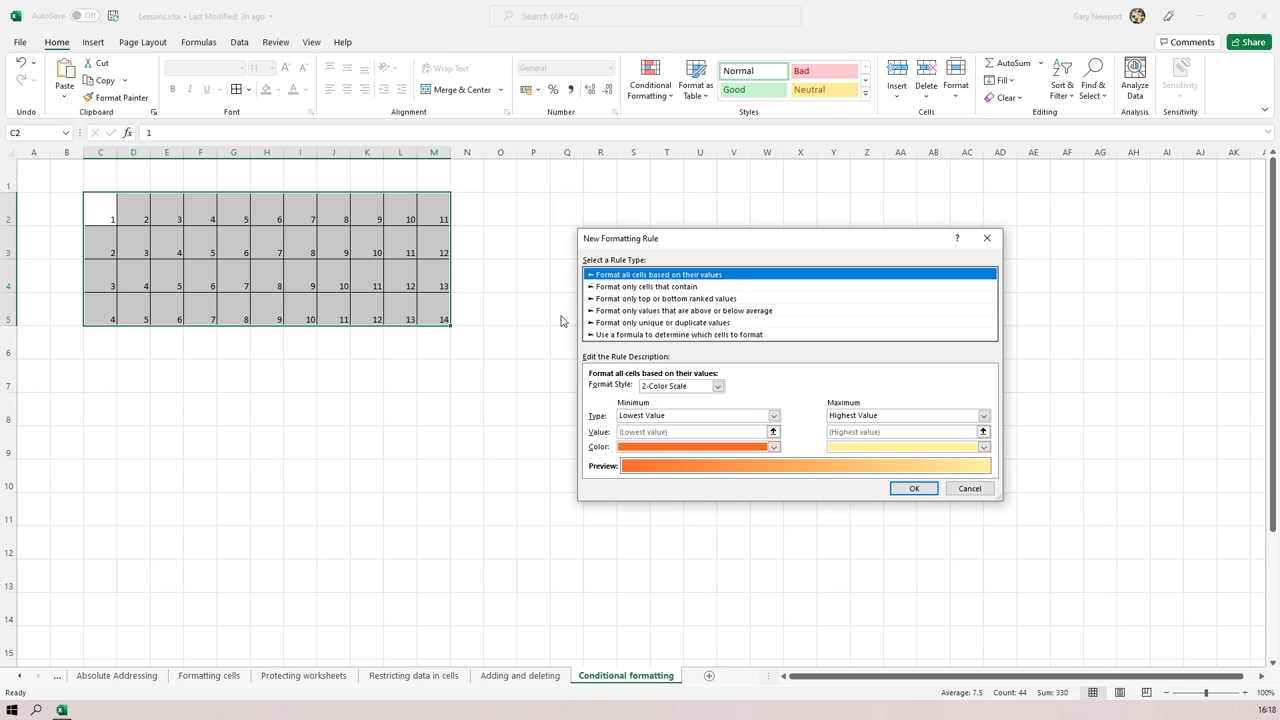 AutoSave Off Lessons.xlsx • Last Modified: 3h ago Search (Alt+Q) Gary Newport
File Home Insert Page Layout Formulas Data Review View Help Comments Share
Undo
Paste Cut
Copy
Format Painter
Clipboard
11
B I U
Font
Wrap Text
Merge & Center
Alignment
General
%
Number
Conditional Formatting
Format as Table
Normal Bad
Good Neutral
Styles
Insert Delete Format
Cells
AutoSum
Fill
Clear
Sort & Filter
Find & Select
Editing
Analyze Data
Analysis
Sensitivity
Sensitivity
C2 fx 1
A B C D E F G H I J K L M N O P Q R S T U V W X Y Z AA AB AC AD AE AF AG AH AI AJ AK
1
2 1 2 3 4 5 6 7 8 9 10 11
3 2 3 4 5 6 7 8 9 10 11 12
4 3 4 5 6 7 8 9 10 11 12 13
5 4 5 6 7 8 9 10 11 12 13 14
6
7
8
9
10
11
12
13
14
15
New Formatting Rule ?
Select a Rule Type:
► Format all cells based on their values
► Format only cells that contain
► Format only top or bottom ranked values
► Format only values that are above or below average
► Format only unique or duplicate values
► Use a formula to determine which cells to format
Edit the Rule Description:
Format all cells based on their values:
Format Style: 2-Color Scale
Minimum Maximum
Type: Lowest Value Highest Value
Value: (Lowest value) (Highest value)
Color:
Preview:
OK Cancel
... Absolute Addressing Formatting cells Protecting worksheets Restricting data in cells Adding and deleting Conditional formatting
Ready Average: 7.5 Count: 44 Sum: 330 100%
16:18